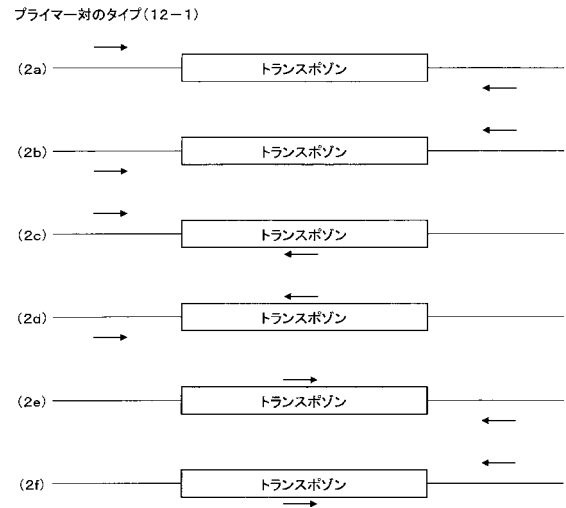 プライマー対のタイプ(12-1)
(2a) トランスポゾン
(2b) トランスポゾン
(2c) トランスポゾン
(2d) トランスポゾン
(2e) トランスポゾン
(2f) トランスポゾン